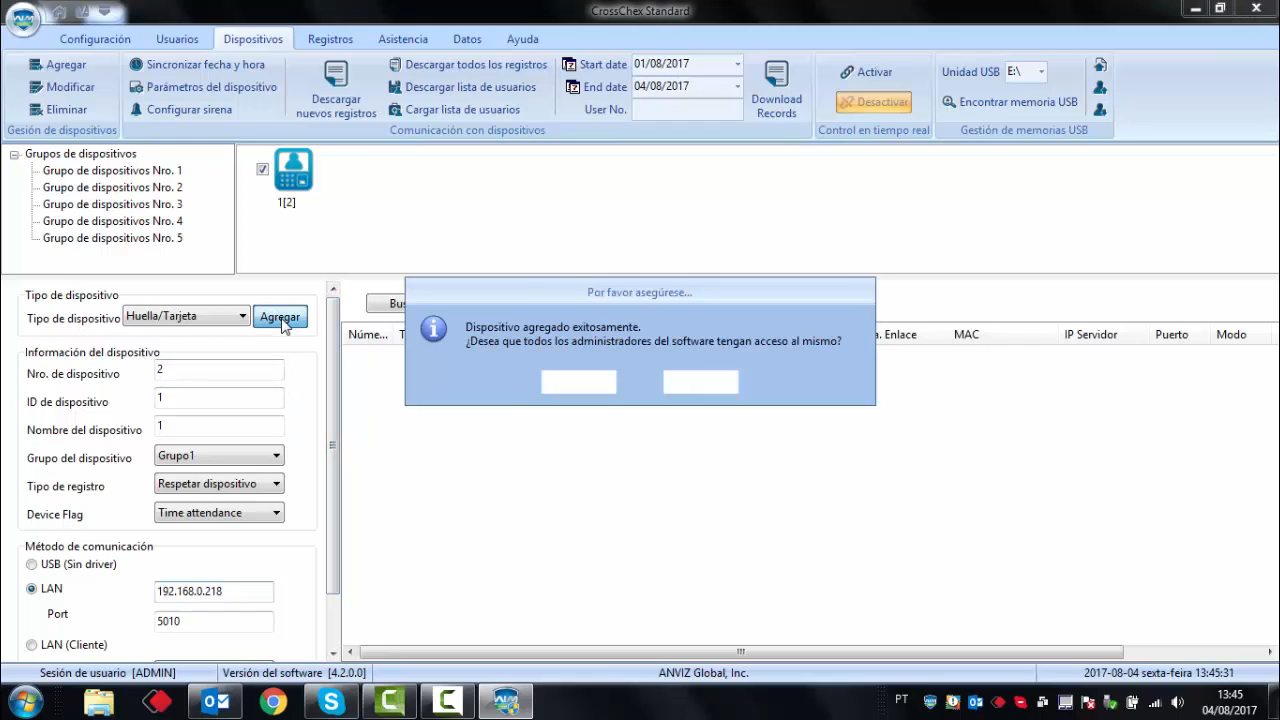 CrossChex Standard
Configuración Usuarios Dispositivos Registros Asistencia Datos Ayuda
Agregar
Modificar
Eliminar
Gesión de dispositivos
Sincronizar fecha y hora
Parámetros del dispositivo
Configurar sirena
Descargar
nuevos registros
Descargar todos los registros
Descargar lista de usuarios
Cargar lista de usuarios
Comunicación con dispositivos
Start date 01/08/2017
End date 04/08/2017
User No.
Download
Records
Activar
Desactivar
Control en tiempo real
Unidad USB E:\
Encontrar memoria USB
Gestión de memorias USB
Grupos de dispositivos
Grupo de dispositivos Nro. 1
Grupo de dispositivos Nro. 2
Grupo de dispositivos Nro. 3
Grupo de dispositivos Nro. 4
Grupo de dispositivos Nro. 5
1[2]
Tipo de dispositivo
Tipo de dispositivo Huella/Tarjeta Agregar
Información del dispositivo
Nro. de dispositivo 2
ID de dispositivo 1
Nombre del dispositivo 1
Grupo del dispositivo Grupo1
Tipo de registro Respetar dispositivo
Device Flag Time attendance
Método de comunicación
USB (Sin driver)
LAN 192.168.0.218
Port 5010
LAN (Cliente)
Núme... Enlace MAC IP Servidor Puerto Modo
Por favor asegúrese...
Dispositivo agregado exitosamente.
¿Desea que todos los administradores del software tengan acceso al mismo?
Sesión de usuario [ADMIN] Versión del software [4.2.0.0] ANVIZ Global, Inc. 2017-08-04 sexta-feira 13:45:31
PT
13:45
04/08/2017